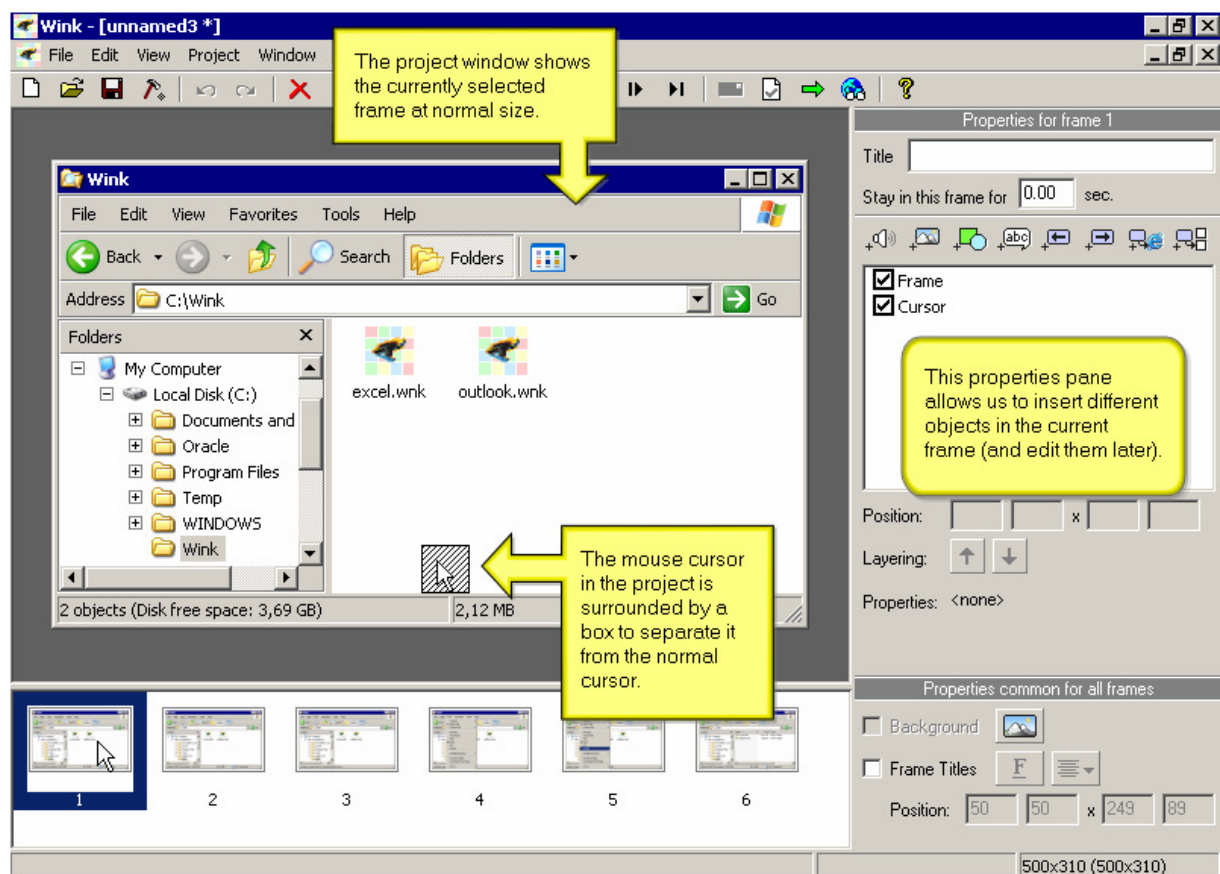 Wink - [unnamed3 *]
File Edit View Project Window
The project window shows
the currently selected
frame at normal size.
Wink
File Edit View Favorites Tools Help
Back Search Folders
Address C:\Wink Go
Folders
My Computer
Local Disk (C:)
Documents and
Oracle
Program Files
Temp
WINDOWS
Wink
excel.wnk outlook.wnk
2 objects (Disk free space: 3,69 GB) 2,12 MB
The mouse cursor
in the project is
surrounded by a
box to separate it
from the normal
cursor.
Properties for frame 1
Title
Stay in this frame for 0.00 sec.
abc
Frame
Cursor
This properties pane
allows us to insert different
objects in the current
frame (and edit them later).
Position: x
Layering:
Properties: <none>
1 2 3 4 5 6
Properties common for all frames
Background
Frame Titles F
Position: 50 50 x 249 89
500x310 (500x310)